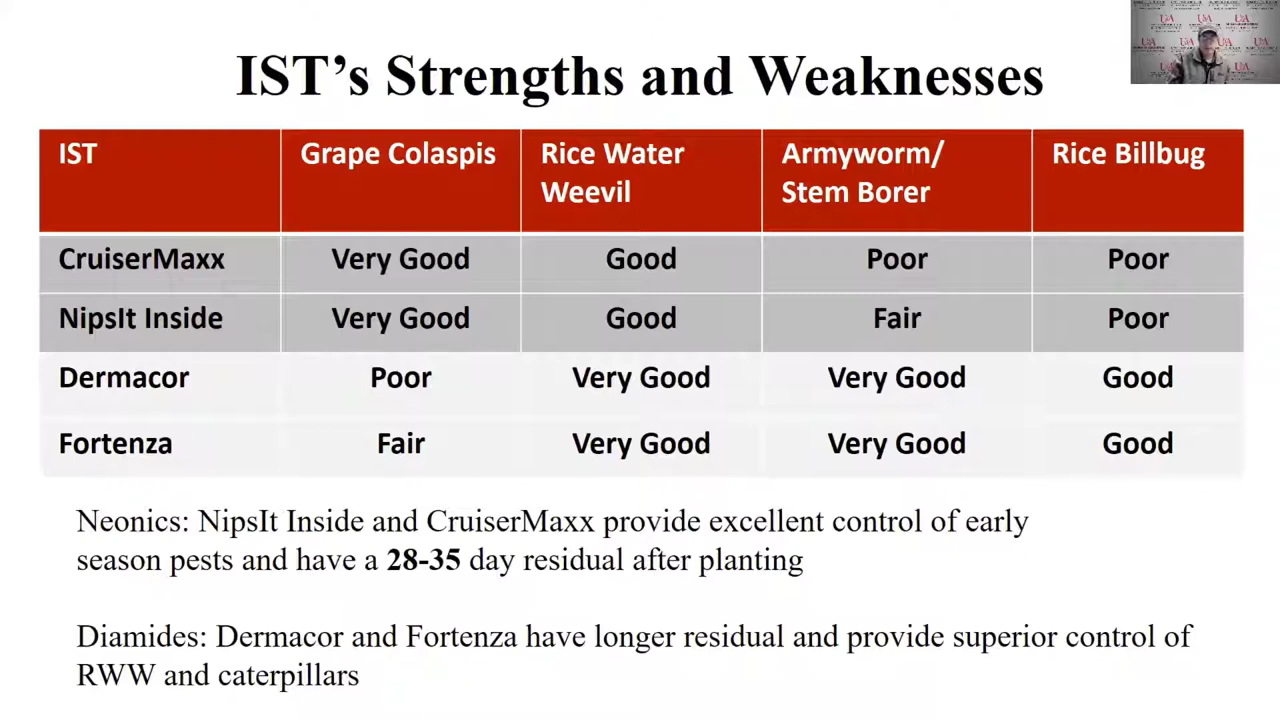 IST's Strengths and Weaknesses
IST Grape Colaspis Rice Water Weevil Armyworm/ Stem Borer Rice Billbug
CruiserMaxx Very Good Good Poor Poor
NipsIt Inside Very Good Good Fair Poor
Dermacor Poor Very Good Very Good Good
Fortenza Fair Very Good Very Good Good
Neonics: NipsIt Inside and CruiserMaxx provide excellent control of early
season pests and have a 28-35 day residual after planting
Diamides: Dermacor and Fortenza have longer residual and provide superior control of
RWW and caterpillars